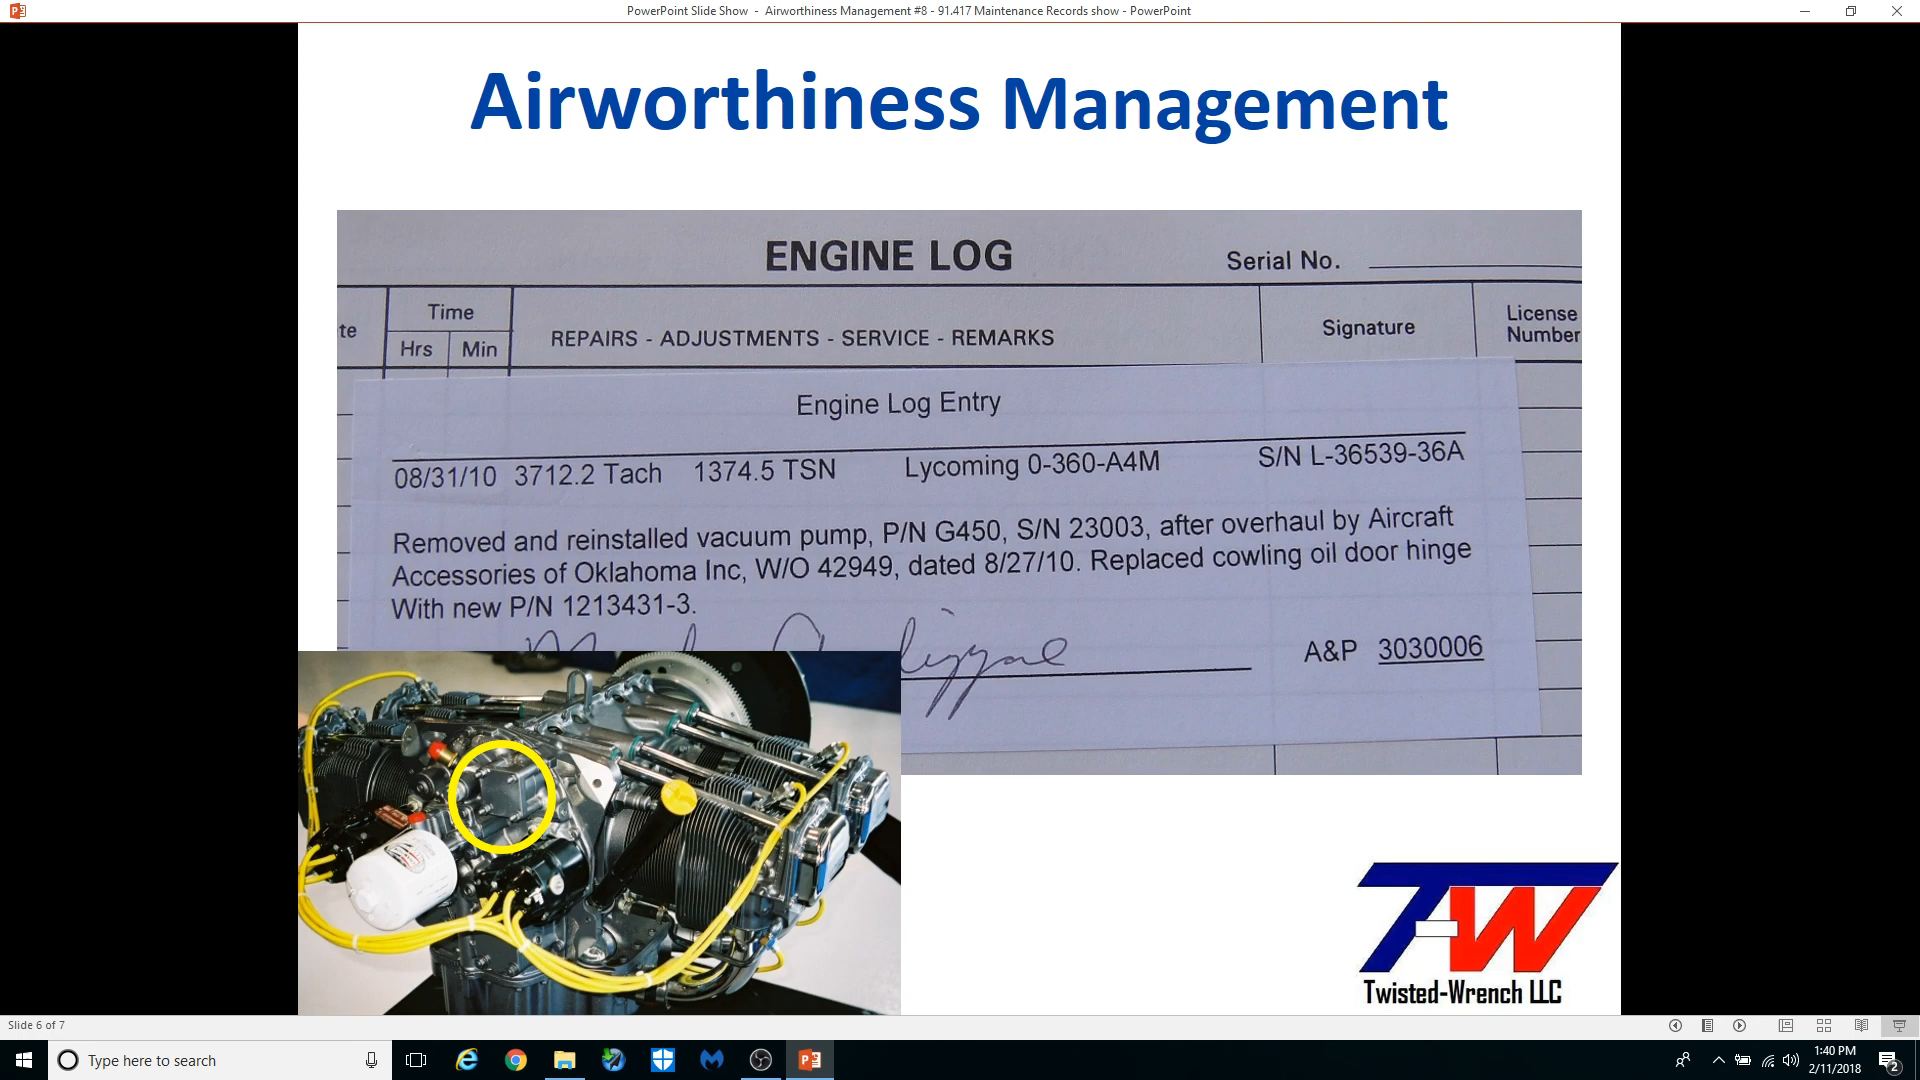 PowerPoint Slide Show - Airworthiness Management #8 - 91.417 Maintenance Records show - PowerPoint
Airworthiness Management
ENGINE LOG
Serial No.
te
Time
Hrs Min
REPAIRS - ADJUSTMENTS - SERVICE - REMARKS
Signature
License
Number
Engine Log Entry
08/31/10 3712.2 Tach 1374.5 TSN Lycoming 0-360-A4M S/N L-36539-36A
Removed and reinstalled vacuum pump, P/N G450, S/N 23003, after overhaul by Aircraft
Accessories of Oklahoma Inc, W/O 42949, dated 8/27/10. Replaced cowling oil door hinge
With new P/N 1213431-3.
A&P 3030006
TW
Twisted-Wrench LLC
Slide 6 of 7
Type here to search
1:40 PM
2/11/2018
2